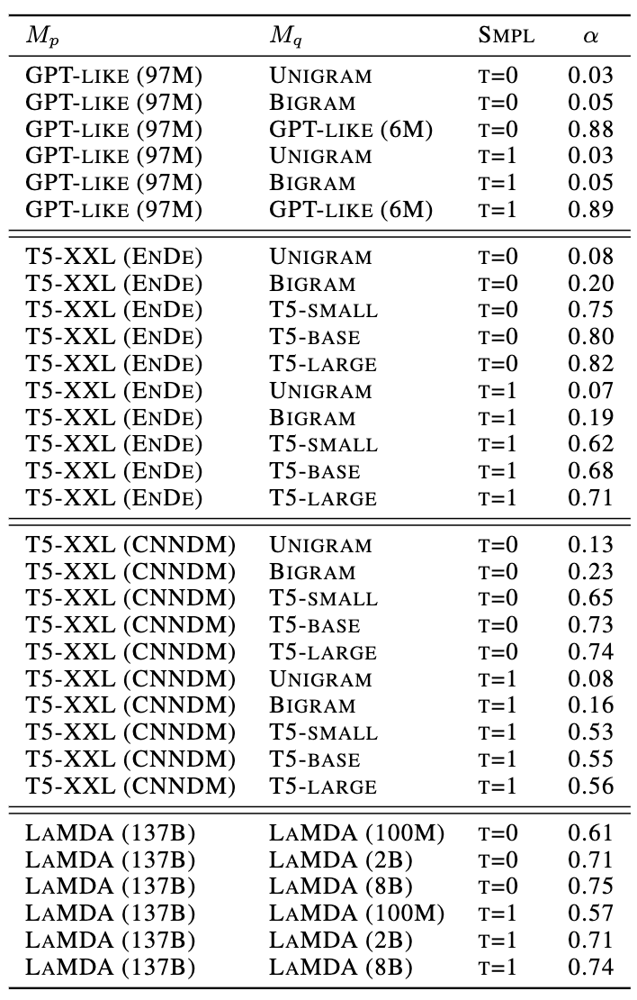 Mp Mq SMPL α
GPT-LIKE (97M) UNIGRAM T=0 0.03
GPT-LIKE (97M) BIGRAM T=0 0.05
GPT-LIKE (97M) GPT-LIKE (6M) T=0 0.88
GPT-LIKE (97M) UNIGRAM T=1 0.03
GPT-LIKE (97M) BIGRAM T=1 0.05
GPT-LIKE (97M) GPT-LIKE (6M) T=1 0.89
T5-XXL (ENDE) UNIGRAM T=0 0.08
T5-XXL (ENDE) BIGRAM T=0 0.20
T5-XXL (ENDE) T5-SMALL T=0 0.75
T5-XXL (ENDE) T5-BASE T=0 0.80
T5-XXL (ENDE) T5-LARGE T=0 0.82
T5-XXL (ENDE) UNIGRAM T=1 0.07
T5-XXL (ENDE) BIGRAM T=1 0.19
T5-XXL (ENDE) T5-SMALL T=1 0.62
T5-XXL (ENDE) T5-BASE T=1 0.68
T5-XXL (ENDE) T5-LARGE T=1 0.71
T5-XXL (CNNDM) UNIGRAM T=0 0.13
T5-XXL (CNNDM) BIGRAM T=0 0.23
T5-XXL (CNNDM) T5-SMALL T=0 0.65
T5-XXL (CNNDM) T5-BASE T=0 0.73
T5-XXL (CNNDM) T5-LARGE T=0 0.74
T5-XXL (CNNDM) UNIGRAM T=1 0.08
T5-XXL (CNNDM) BIGRAM T=1 0.16
T5-XXL (CNNDM) T5-SMALL T=1 0.53
T5-XXL (CNNDM) T5-BASE T=1 0.55
T5-XXL (CNNDM) T5-LARGE T=1 0.56
LAMDA (137B) LAMDA (100M) T=0 0.61
LAMDA (137B) LAMDA (2B) T=0 0.71
LAMDA (137B) LAMDA (8B) T=0 0.75
LAMDA (137B) LAMDA (100M) T=1 0.57
LAMDA (137B) LAMDA (2B) T=1 0.71
LAMDA (137B) LAMDA (8B) T=1 0.74